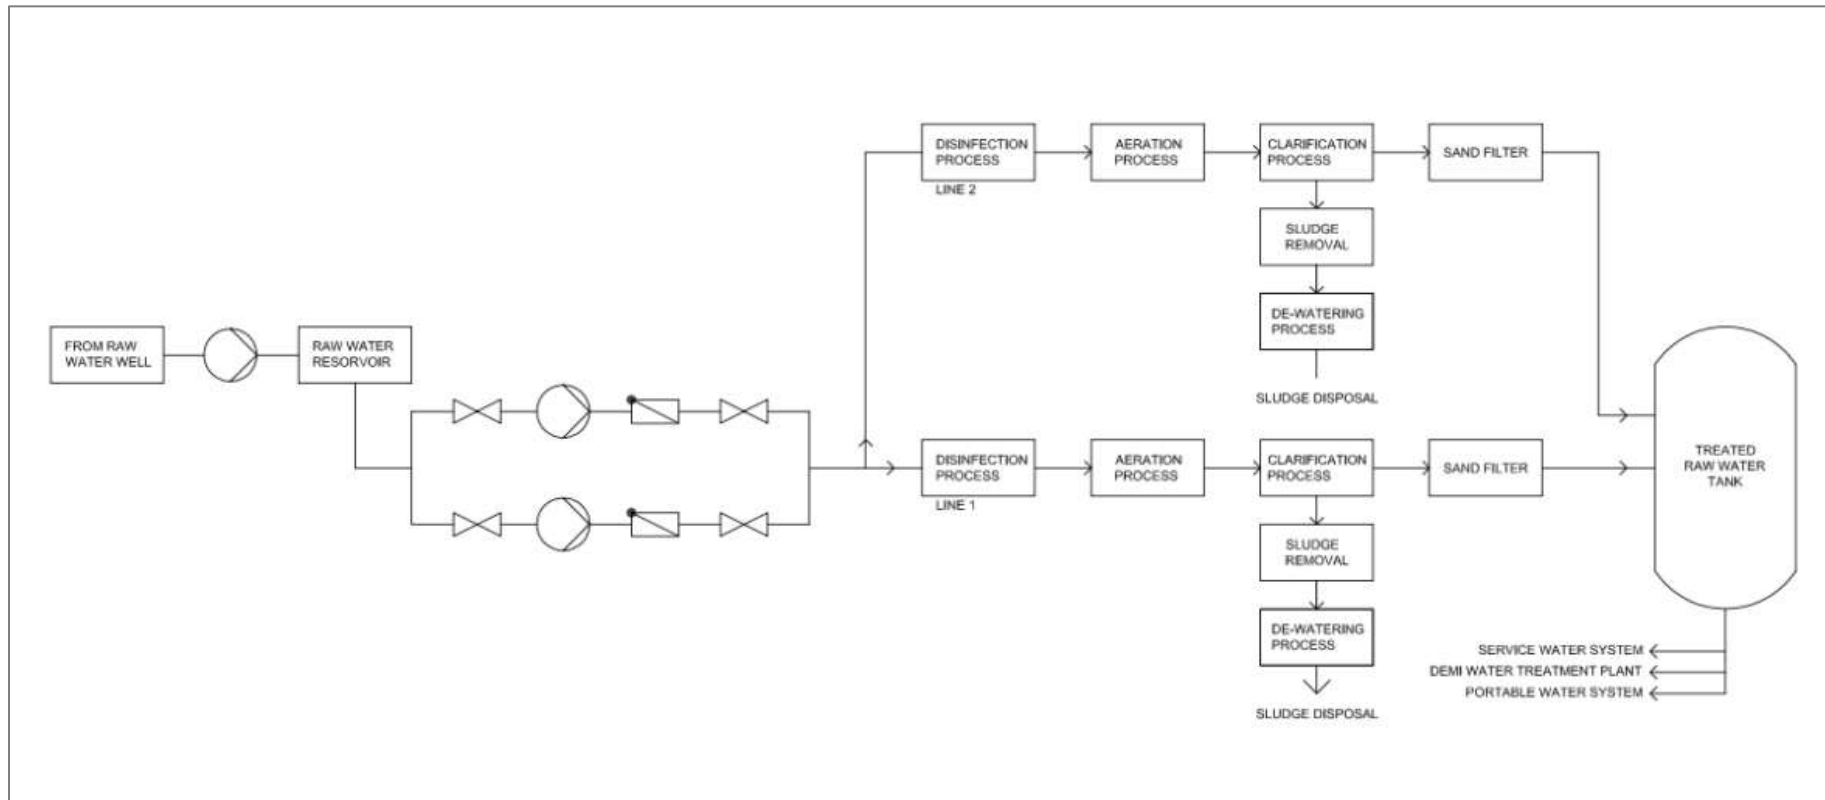 DISINFECTION
PROCESS
LINE 2
AERATION
PROCESS
CLARIFICATION
PROCESS
SAND FILTER
SLUDGE
REMOVAL
DE-WATERING
PROCESS
SLUDGE DISPOSAL
FROM RAW
WATER WELL
RAW WATER
RESORVOIR
DISINFECTION
PROCESS
LINE 1
AERATION
PROCESS
CLARIFICATION
PROCESS
SAND FILTER
SLUDGE
REMOVAL
DE-WATERING
PROCESS
SLUDGE DISPOSAL
TREATED
RAW WATER
TANK
SERVICE WATER SYSTEM
DEMI WATER TREATMENT PLANT
PORTABLE WATER SYSTEM